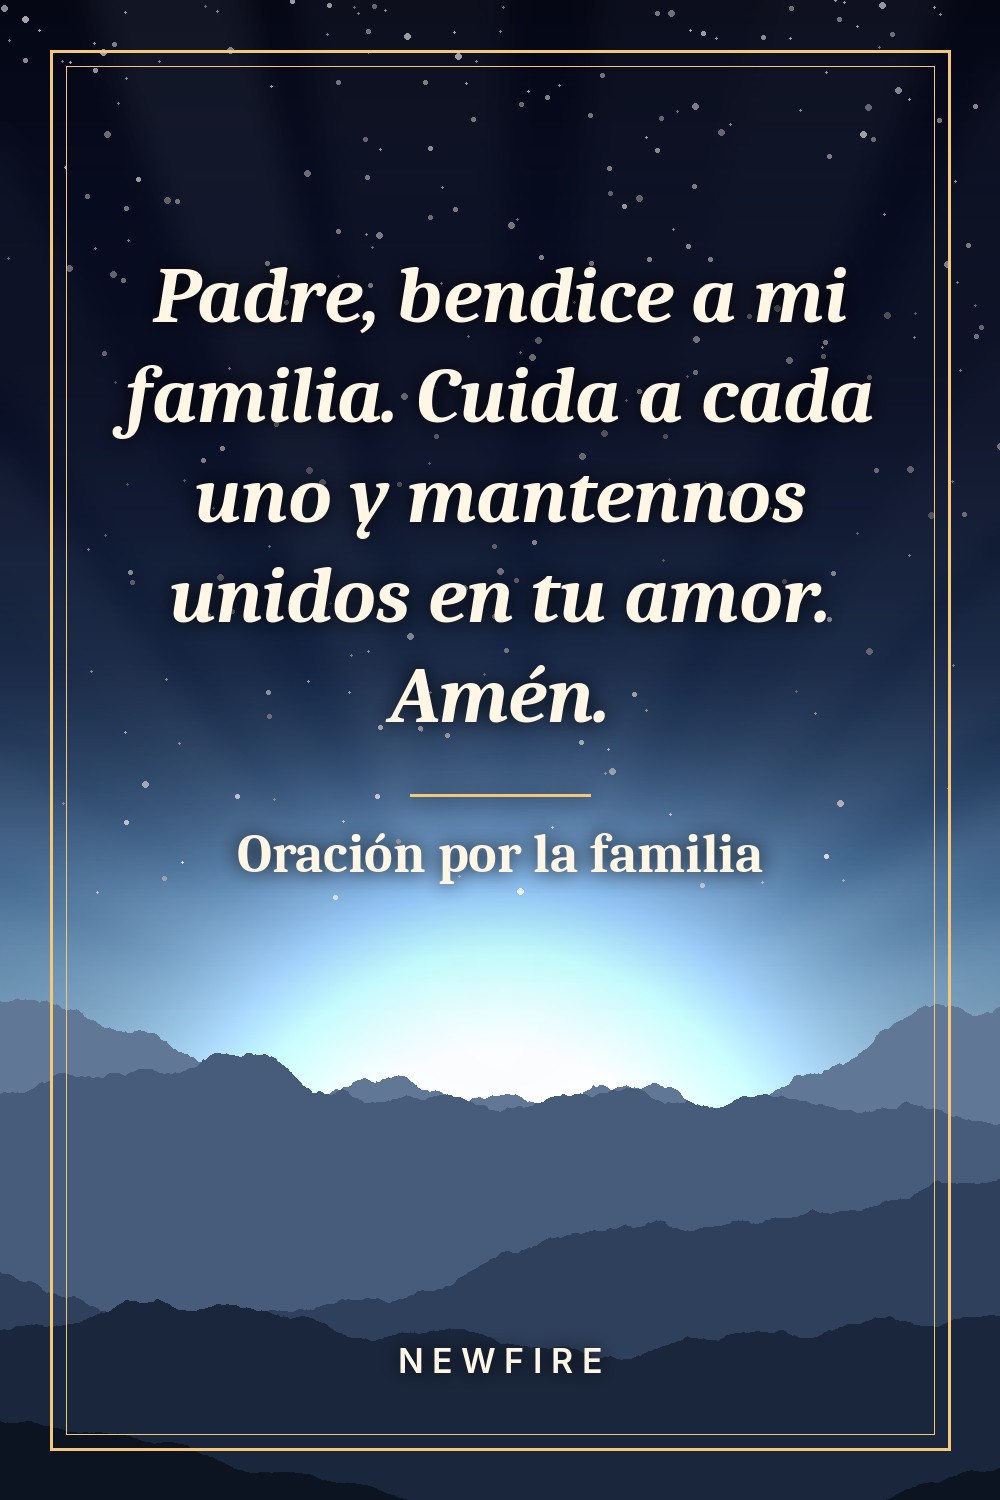 Padre, bendice a mi
familia. Cuida a cada
uno y mantennos
unidos en tu amor.
Amén.
Oración por la familia
NEWFIRE